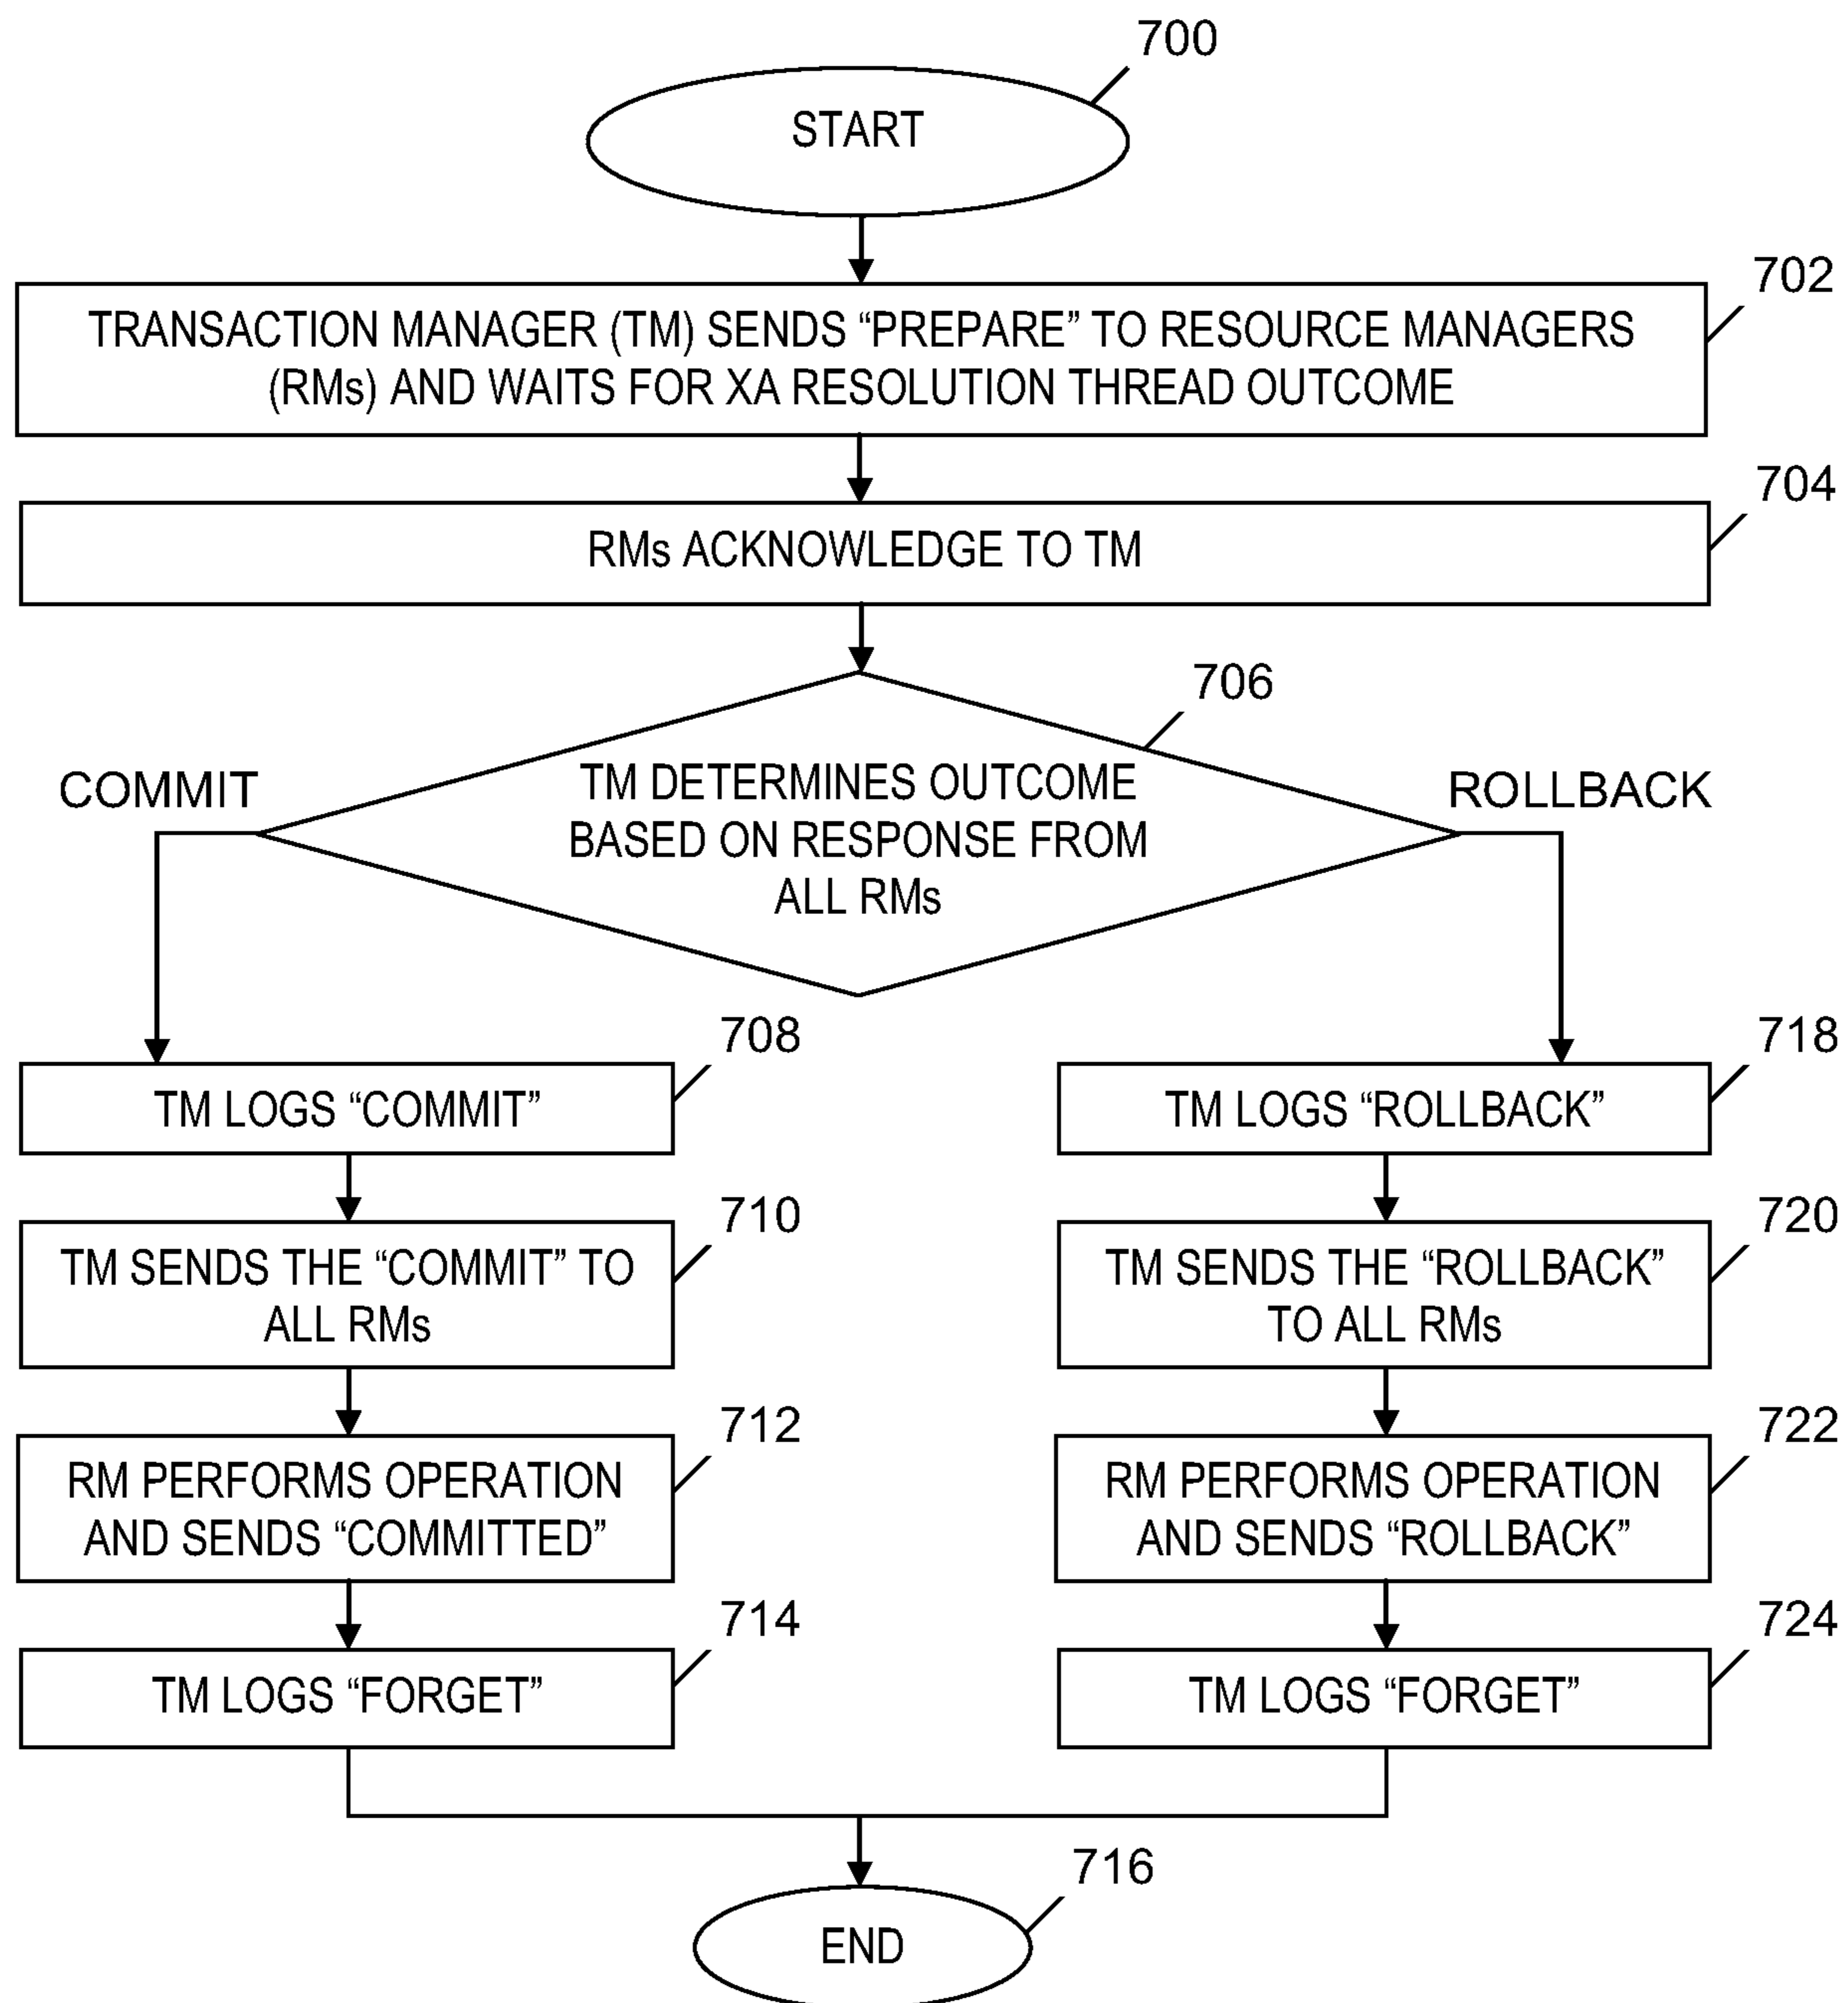 700
START
702
TRANSACTION MANAGER (TM) SENDS “PREPARE” TO RESOURCE MANAGERS
(RMs) AND WAITS FOR XA RESOLUTION THREAD OUTCOME
704
RMs ACKNOWLEDGE TO TM
706
COMMIT
TM DETERMINES OUTCOME
BASED ON RESPONSE FROM
ALL RMs
ROLLBACK
708
TM LOGS “COMMIT”
710
TM SENDS THE “COMMIT” TO
ALL RMs
712
RM PERFORMS OPERATION
AND SENDS “COMMITTED”
714
TM LOGS “FORGET”
718
TM LOGS “ROLLBACK”
720
TM SENDS THE “ROLLBACK”
TO ALL RMs
722
RM PERFORMS OPERATION
AND SENDS “ROLLBACK”
724
TM LOGS “FORGET”
716
END